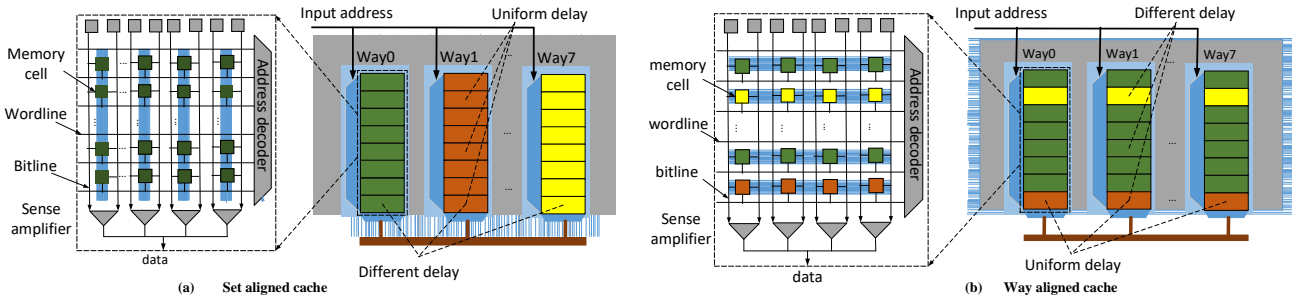 Input address
Uniform delay
Way0
Way1
Way7
Memory
cell
Wordline
Bitline
Sense
amplifier
Address decoder
data
...
Different delay
(a) Set aligned cache
Input address
Different delay
Way0
Way1
Way7
memory
cell
wordline
bitline
Sense
amplifier
Address decoder
data
...
Uniform delay
(b) Way aligned cache